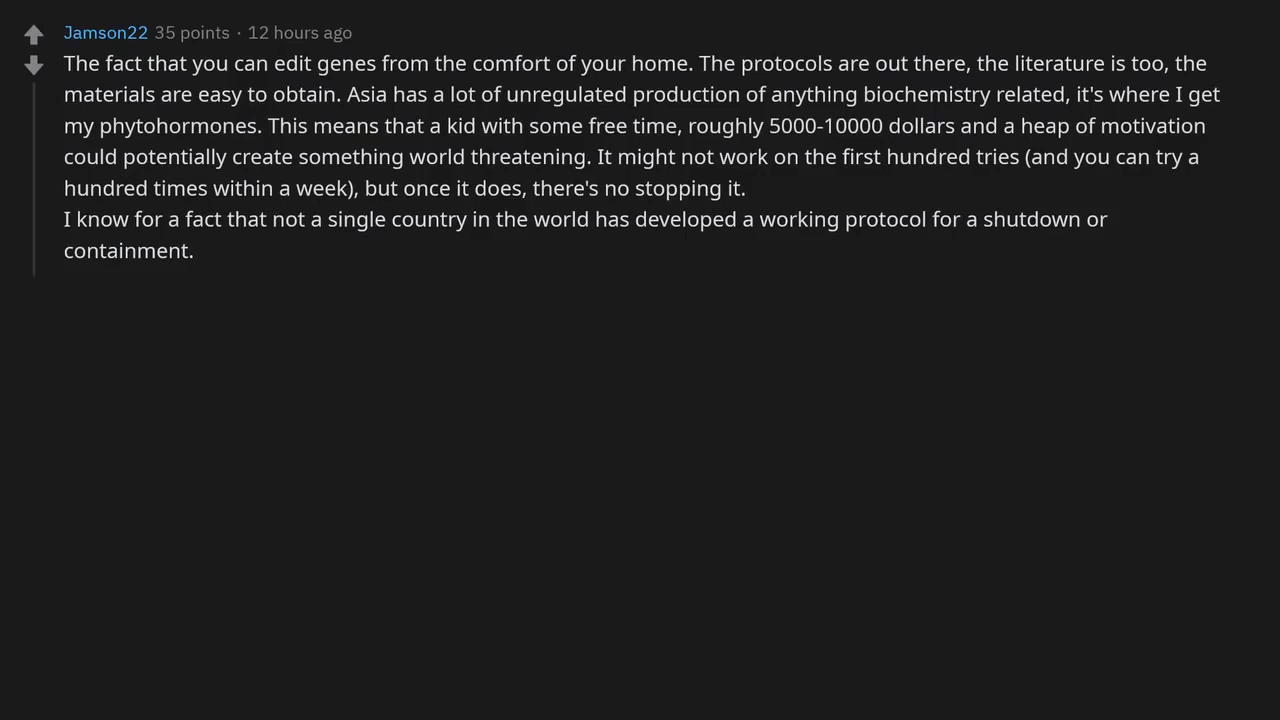 Jamson22 35 points · 12 hours ago
The fact that you can edit genes from the comfort of your home. The protocols are out there, the literature is too, the
materials are easy to obtain. Asia has a lot of unregulated production of anything biochemistry related, it's where I get
my phytohormones. This means that a kid with some free time, roughly 5000-10000 dollars and a heap of motivation
could potentially create something world threatening. It might not work on the first hundred tries (and you can try a
hundred times within a week), but once it does, there's no stopping it.
I know for a fact that not a single country in the world has developed a working protocol for a shutdown or
containment.